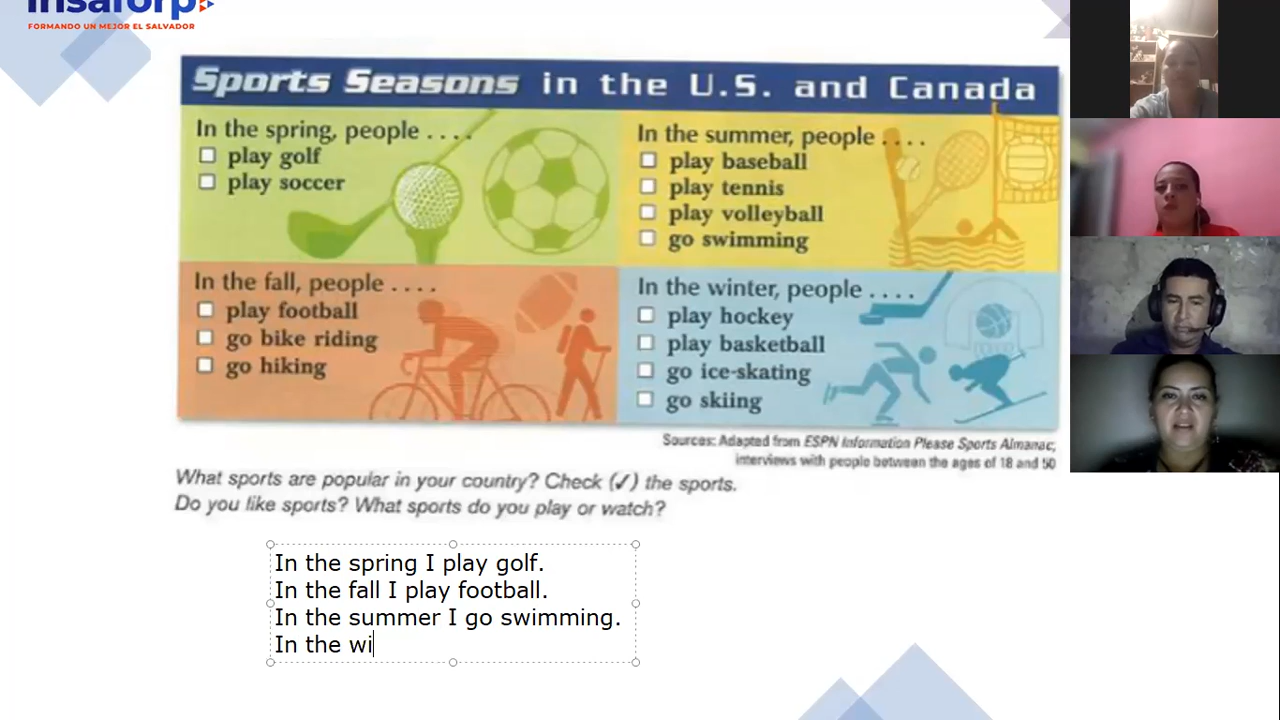 insaforp
FORMANDO UN MEJOR EL SALVADOR
Sports Seasons in the U.S. and Canada
In the spring, people . . . .
play golf
play soccer
In the summer, people . . . .
play baseball
play tennis
play volleyball
go swimming
In the fall, people . . . .
play football
go bike riding
go hiking
In the winter, people . . . .
play hockey
play basketball
go ice-skating
go skiing
Sources: Adapted from ESPN Information Please Sports Almanac,
interviews with people between the ages of 18 and 50
What sports are popular in your country? Check (✓) the sports.
Do you like sports? What sports do you play or watch?
In the spring I play golf.
In the fall I play football.
In the summer I go swimming.
In the wi